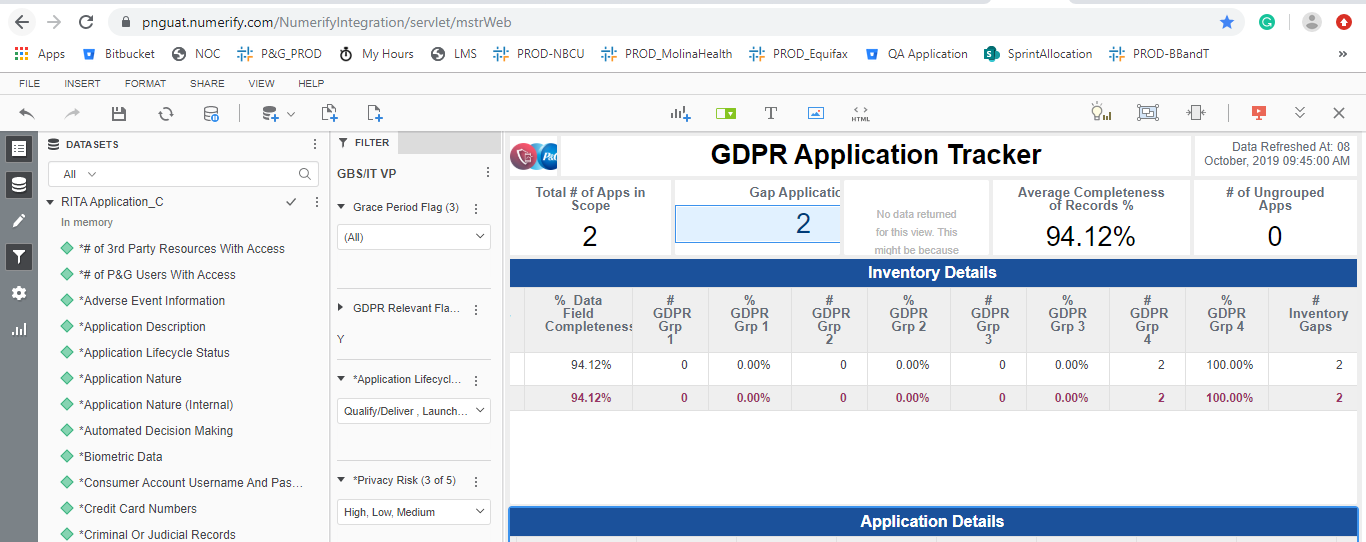 pnguat.numerify.com/NumerifyIntegration/servlet/mstrWeb
Apps Bitbucket NOC P&G_PROD My Hours LMS PROD-NBCU PROD_MolinaHealth PROD_Equifax QA Application SprintAllocation PROD-BBandT »
FILE INSERT FORMAT SHARE VIEW HELP
HTML
DATASETS
All
RITA Application_C
In memory
*# of 3rd Party Resources With Access
*# of P&G Users With Access
*Adverse Event Information
*Application Description
*Application Lifecycle Status
*Application Nature
*Application Nature (Internal)
*Automated Decision Making
*Biometric Data
*Consumer Account Username And Pas...
*Credit Card Numbers
*Criminal Or Judicial Records
FILTER
GBS/IT VP
Grace Period Flag (3)
(All)
GDPR Relevant Fla...
Y
*Application Lifecycl...
Qualify/Deliver , Launch...
*Privacy Risk (3 of 5)
High, Low, Medium
P&G
GDPR Application Tracker
Data Refreshed At: 08
October, 2019 09:45:00 AM
Total # of Apps in
Scope
2
Gap Applicatic
2
No data returned
for this view. This
might be because
Average Completeness
of Records %
94.12%
# of Ungrouped
Apps
0
Inventory Details
% Data
Field
Completeness
#
GDPR
Grp
1
%
GDPR
Grp 1
#
GDPR
Grp
2
%
GDPR
Grp 2
#
GDPR
Grp
3
%
GDPR
Grp 3
#
GDPR
Grp
4
%
GDPR
Grp 4
#
Inventory
Gaps
94.12% 0 0.00% 0 0.00% 0 0.00% 2 100.00% 2
94.12% 0 0.00% 0 0.00% 0 0.00% 2 100.00% 2
Application Details